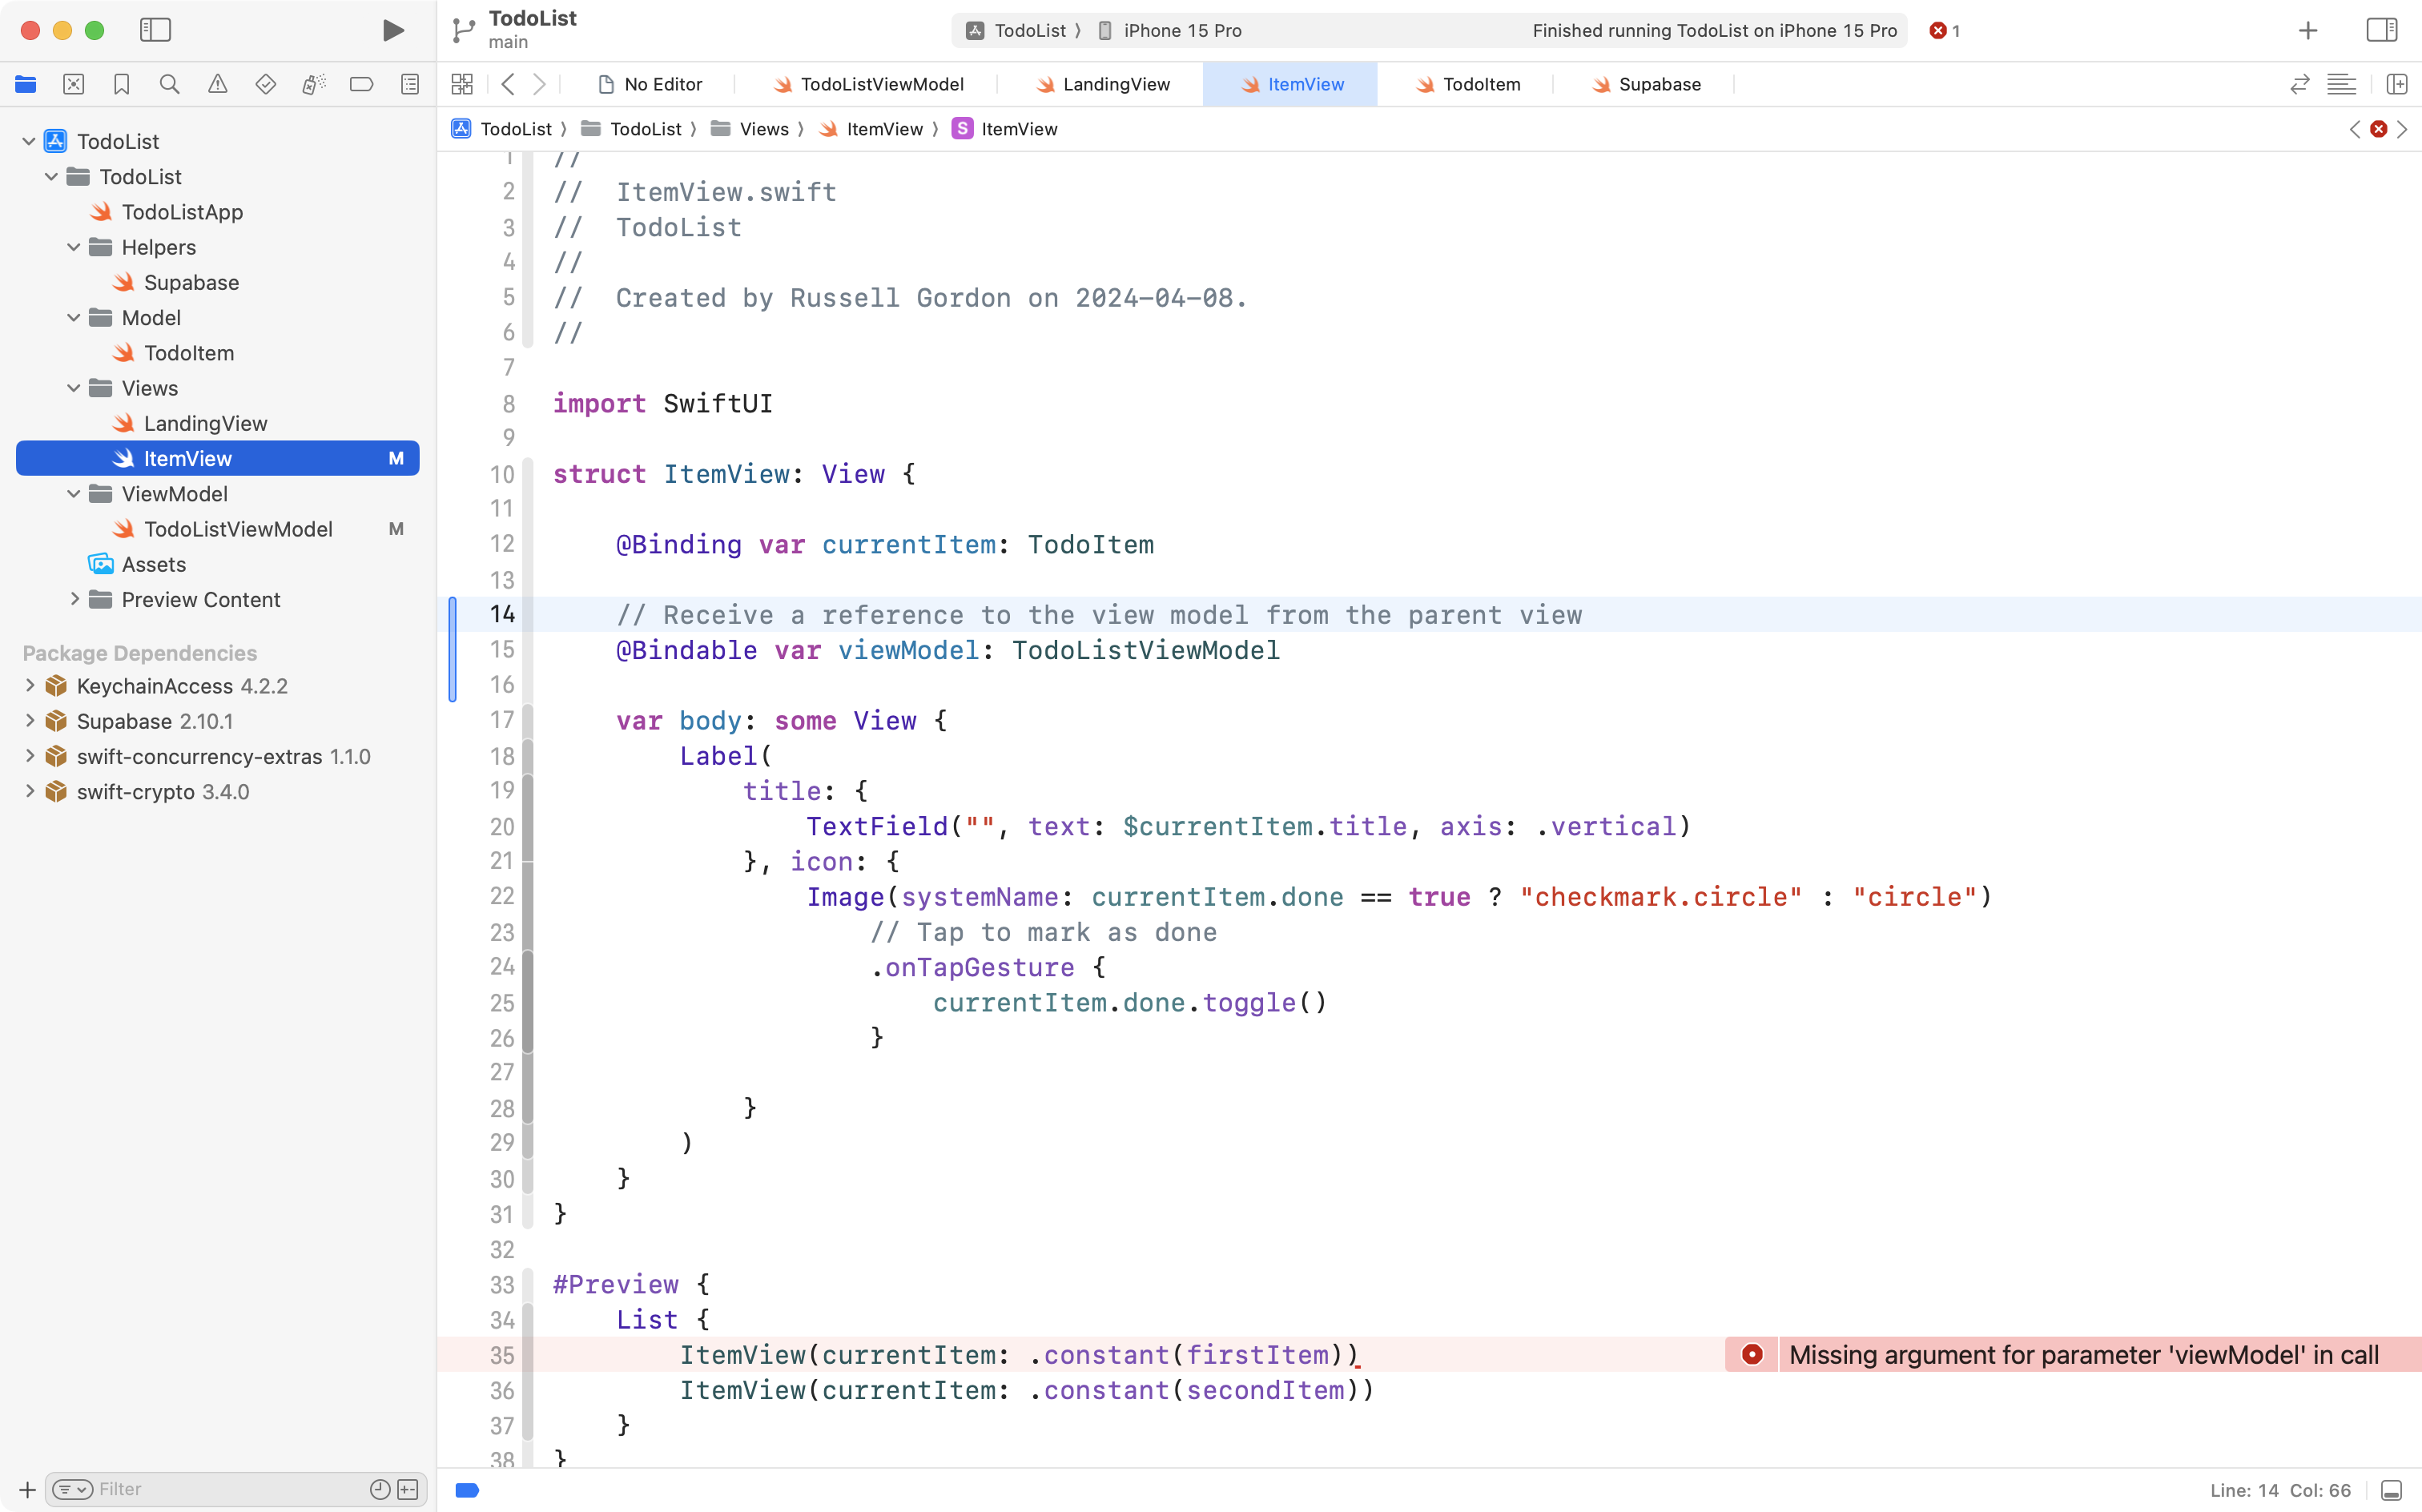 TodoList
main
TodoList 〉 iPhone 15 Pro
Finished running TodoList on iPhone 15 Pro
1
No Editor
TodoListViewModel
LandingView
ItemView
TodoItem
Supabase
TodoList 〉 TodoList 〉 Views 〉 ItemView 〉 S ItemView
TodoList
TodoList
TodoListApp
Helpers
Supabase
Model
TodoItem
Views
LandingView
ItemView M
ViewModel
TodoListViewModel M
Assets
Preview Content
Package Dependencies
KeychainAccess 4.2.2
Supabase 2.10.1
swift-concurrency-extras 1.1.0
swift-crypto 3.4.0
Filter
1 //
2 //  ItemView.swift
3 //  TodoList
4 //
5 //  Created by Russell Gordon on 2024-04-08.
6 //
7
8 import SwiftUI
9
10 struct ItemView: View {
11
12     @Binding var currentItem: TodoItem
13
14     // Receive a reference to the view model from the parent view
15     @Bindable var viewModel: TodoListViewModel
16
17     var body: some View {
18         Label(
19             title: {
20                 TextField("", text: $currentItem.title, axis: .vertical)
21             }, icon: {
22                 Image(systemName: currentItem.done == true ? "checkmark.circle" : "circle")
23                     // Tap to mark as done
24                     .onTapGesture {
25                         currentItem.done.toggle()
26                     }
27
28             }
29         )
30     }
31 }
32
33 #Preview {
34     List {
35         ItemView(currentItem: .constant(firstItem))
Missing argument for parameter 'viewModel' in call
36         ItemView(currentItem: .constant(secondItem))
37     }
38 }
Line: 14 Col: 66